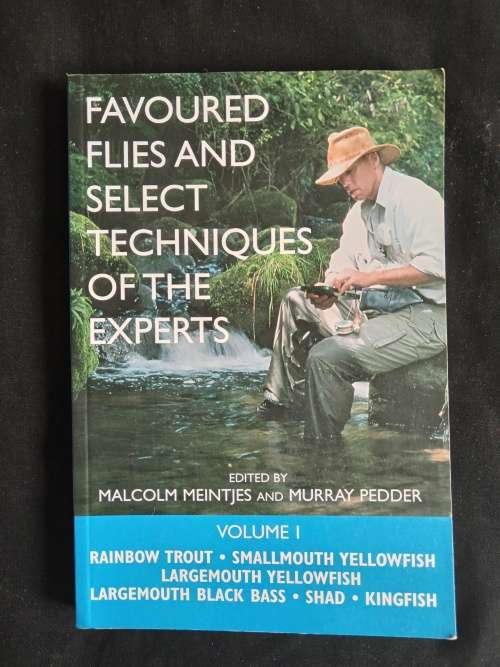 FAVOURED
FLIES AND
SELECT
TECHNIQUES
OF THE
EXPERTS
EDITED BY
MALCOLM MEINTJES AND MURRAY PEDDER
VOLUME I
RAINBOW TROUT • SMALLMOUTH YELLOWFISH
LARGEMOUTH YELLOWFISH
LARGEMOUTH BLACK BASS • SHAD • KINGFISH